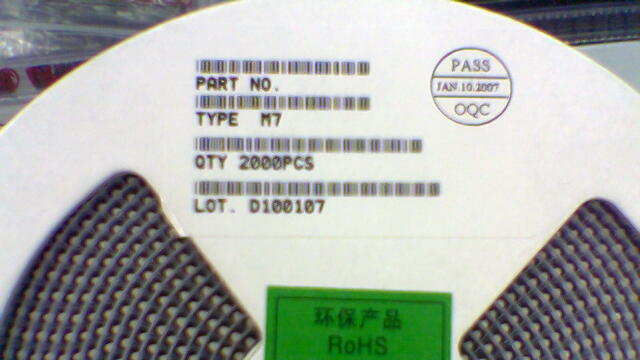 PART NO.
TYPE M7
QTY 2000PCS
LOT. D100107
PASS
JAN.10.2007
OQC
环保产品
RoHS